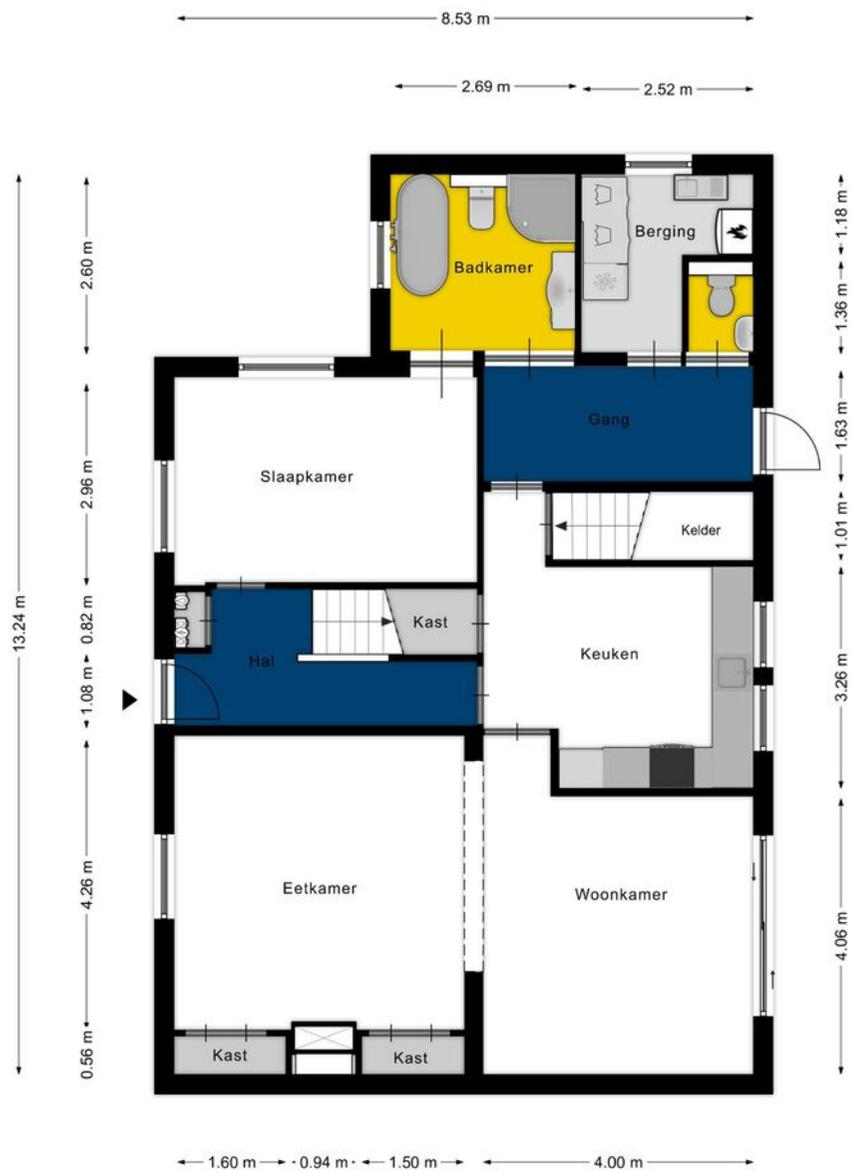 8.53 m
2.69 m
2.52 m
13.24 m
2.60 m
2.96 m
0.82 m
1.08 m
4.26 m
0.56 m
Badkamer
Berging
Gang
Slaapkamer
Kelder
Kast
Hal
Keuken
Eetkamer
Woonkamer
Kast
Kast
1.18 m
1.36 m
1.63 m
1.01 m
3.26 m
4.06 m
1.60 m
0.94 m
1.50 m
4.00 m